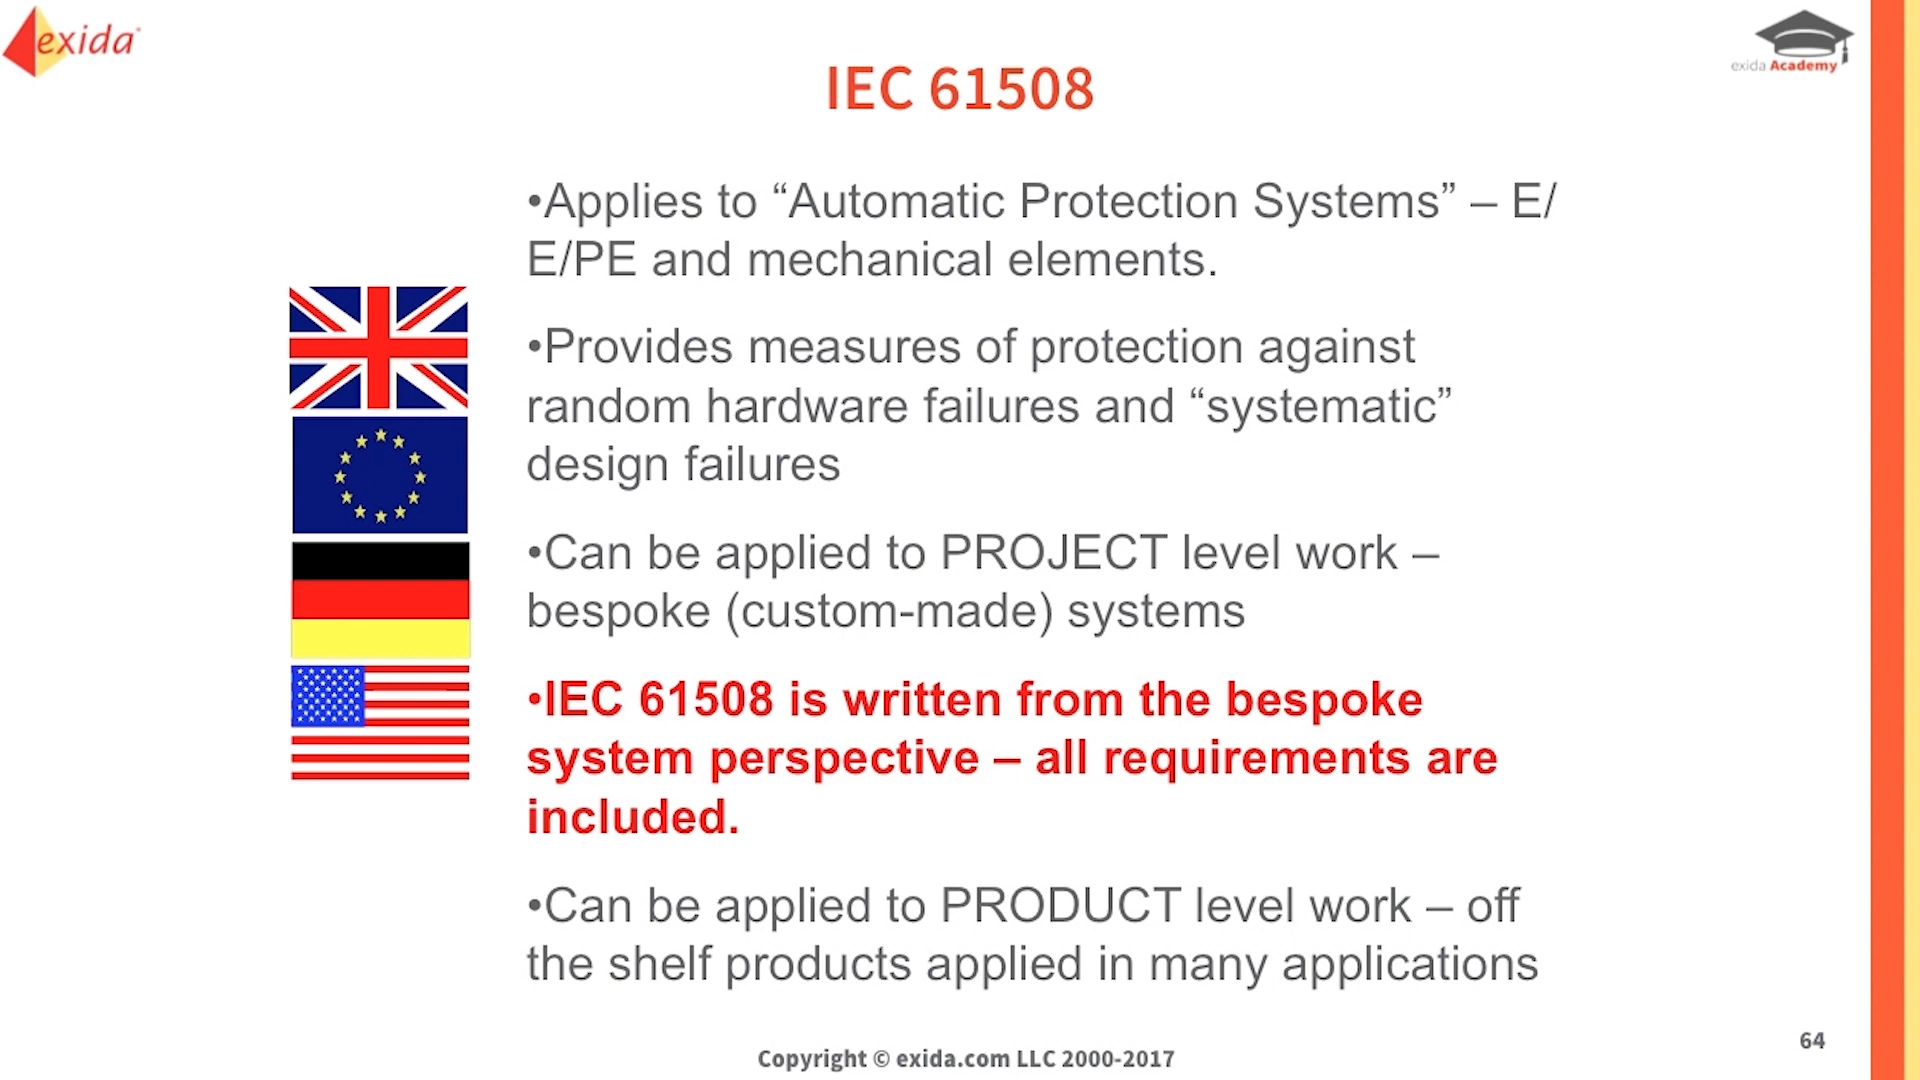 exida
exida Academy
IEC 61508
•Applies to “Automatic Protection Systems” – E/
E/PE and mechanical elements.
•Provides measures of protection against
random hardware failures and “systematic”
design failures
•Can be applied to PROJECT level work –
bespoke (custom-made) systems
•IEC 61508 is written from the bespoke
system perspective – all requirements are
included.
•Can be applied to PRODUCT level work – off
the shelf products applied in many applications
64
Copyright © exida.com LLC 2000-2017